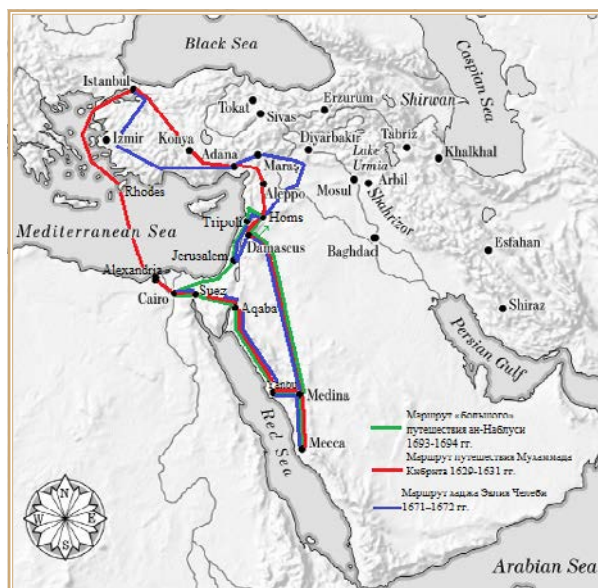 Black Sea
Caspian Sea
Istanbul
Tokat
Sivas
Erzurum
Shirwan
Izmir
Konya
Adana
Maraş
Diyarbakir
Lake
Urmia
Tabriz
Khalkhal
Mosul
Arbil
Shahrizor
Aleppo
Rhodes
Tripoli
Homs
Mediterranean Sea
Damascus
Baghdad
Esfahan
Jerusalem
Alexandria
Cairo
Suez
Aqaba
Shiraz
Persian Gulf
Medina
Red Sea
Mecca
Маршрут «большого»
путешествия ан-Наблуси
1693-1694 гг.
Маршрут путешествия Мухаммада
Кибрита 1629-1631 гг.
Маршрут хаджа Эвлия Челеби
1671–1672 гг.
N
W
E
S
Arabian Sea